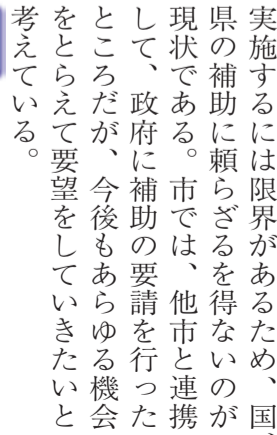 実施するには限界があるため、国、
県の補助に頼らざるを得ないのが
現状である。市では、他市と連携
して、政府に補助の要請を行った
ところだが、今後もあらゆる機会
をとらえて要望をしていきたいと
考えている。